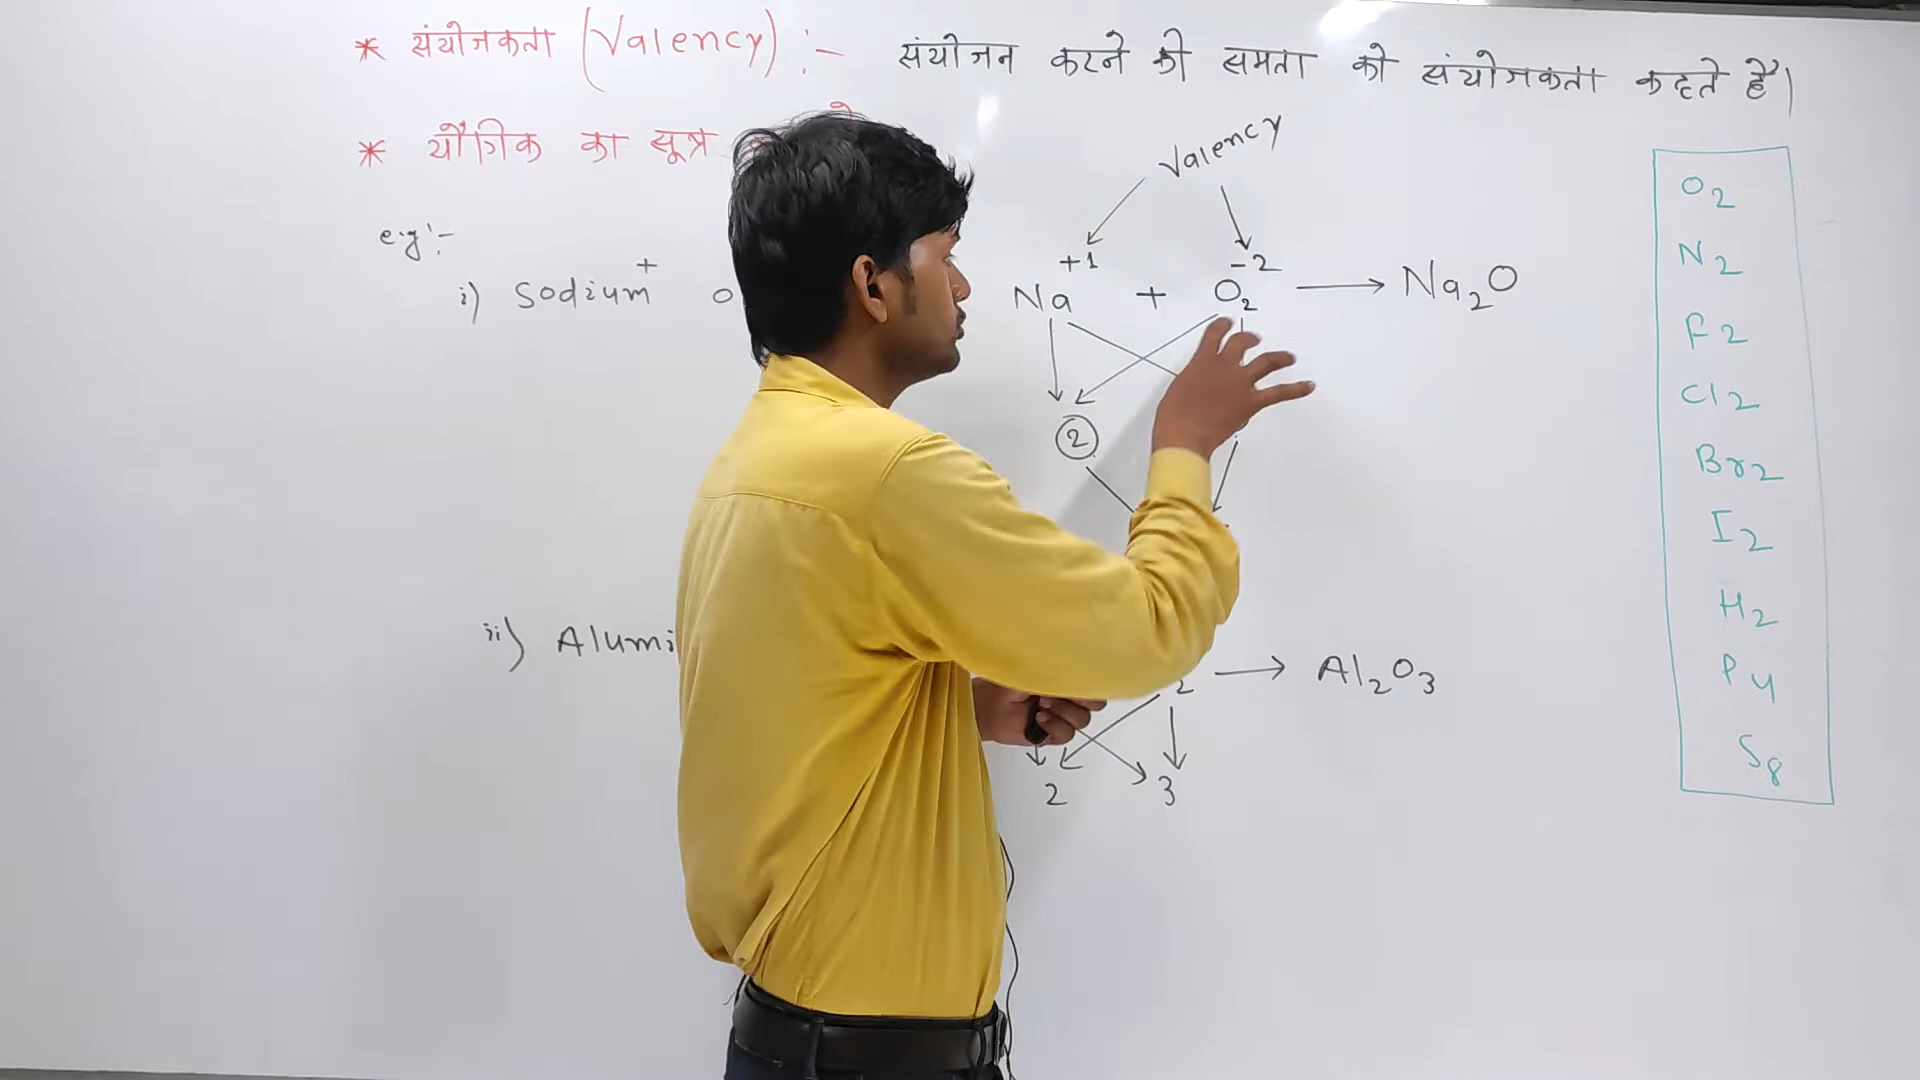 * संयोजकता (Valency) :- संयोजन करने की समता को संयोजकता कहते हैं।
* यौगिक का सूत्र
Valency
e.g:-
+1 -2
i) Sodium+ O Na + O2 → Na2O
2
ii) Alumi 2 → Al2O3
2 3
O2
N2
F2
Cl2
Br2
I2
H2
P4
S8